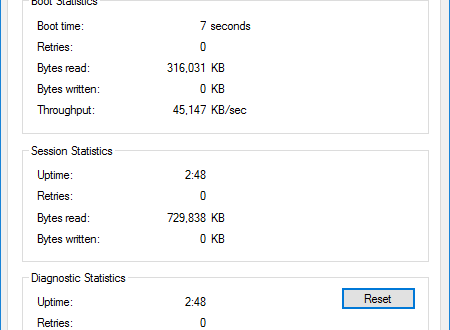 Boot Statistics
Boot time: 7 seconds
Retries: 0
Bytes read: 316,031 KB
Bytes written: 0 KB
Throughput: 45,147 KB/sec
Session Statistics
Uptime: 2:48
Retries: 0
Bytes read: 729,838 KB
Bytes written: 0 KB
Diagnostic Statistics
Reset
Uptime: 2:48
Retries: 0